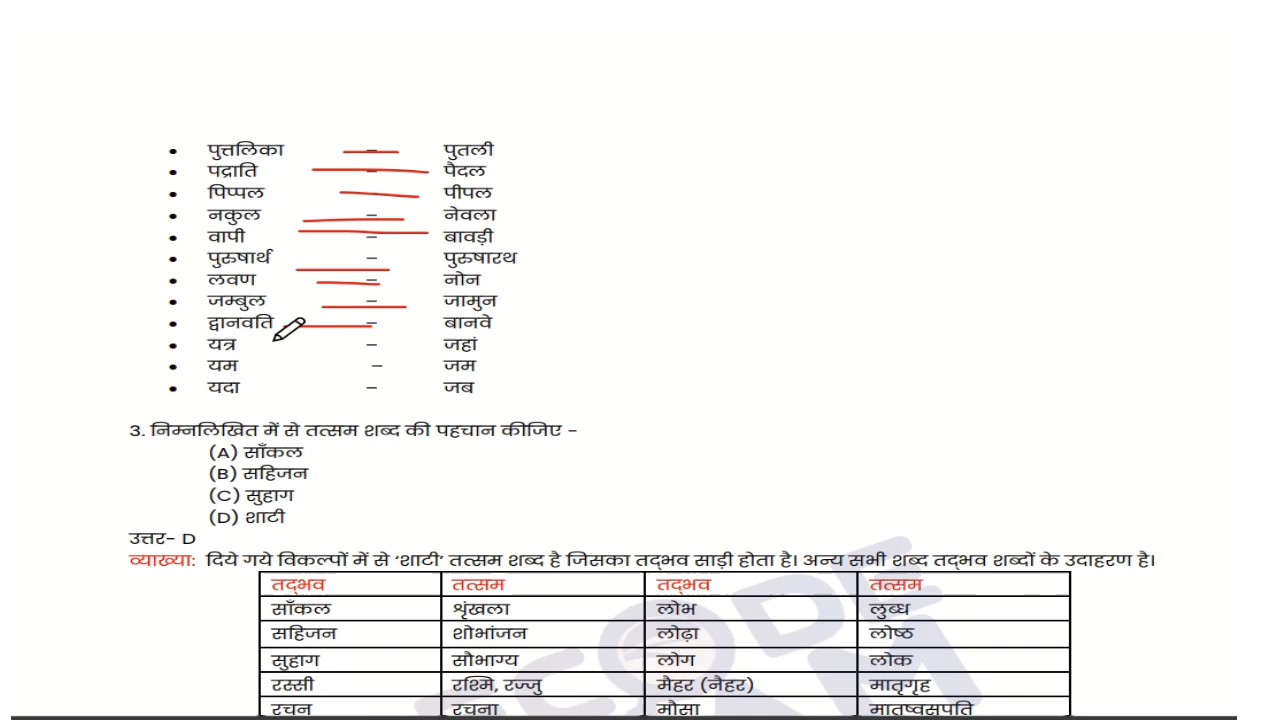 • पुत्तलिका – पुतली
• पद्राति – पैदल
• पिप्पल पीपल
• नकुल – नेवला
• वापी – बावड़ी
• पुरुषार्थ – पुरुषारथ
• लवण – नोन
• जम्बुल – जामुन
• द्वानवति – बानवे
• यत्र – जहां
• यम – जम
• यदा – जब
3. निम्नलिखित में से तत्सम शब्द की पहचान कीजिए -
(A) साँकल
(B) सहिजन
(C) सुहाग
(D) शाटी
उत्तर- D
व्याख्या: दिये गये विकल्पों में से ‘शाटी’ तत्सम शब्द है जिसका तद्भव साड़ी होता है। अन्य सभी शब्द तद्भव शब्दों के उदाहरण है।
तद्भव तत्सम तद्भव तत्सम
साँकल शृंखला लोभ लुब्ध
सहिजन शोभांजन लोढ़ा लोष्ठ
सुहाग सौभाग्य लोग लोक
रस्सी रश्मि, रज्जु मैहर (नैहर) मातृगृह
रचन रचना मौसा मातृष्वसृपति